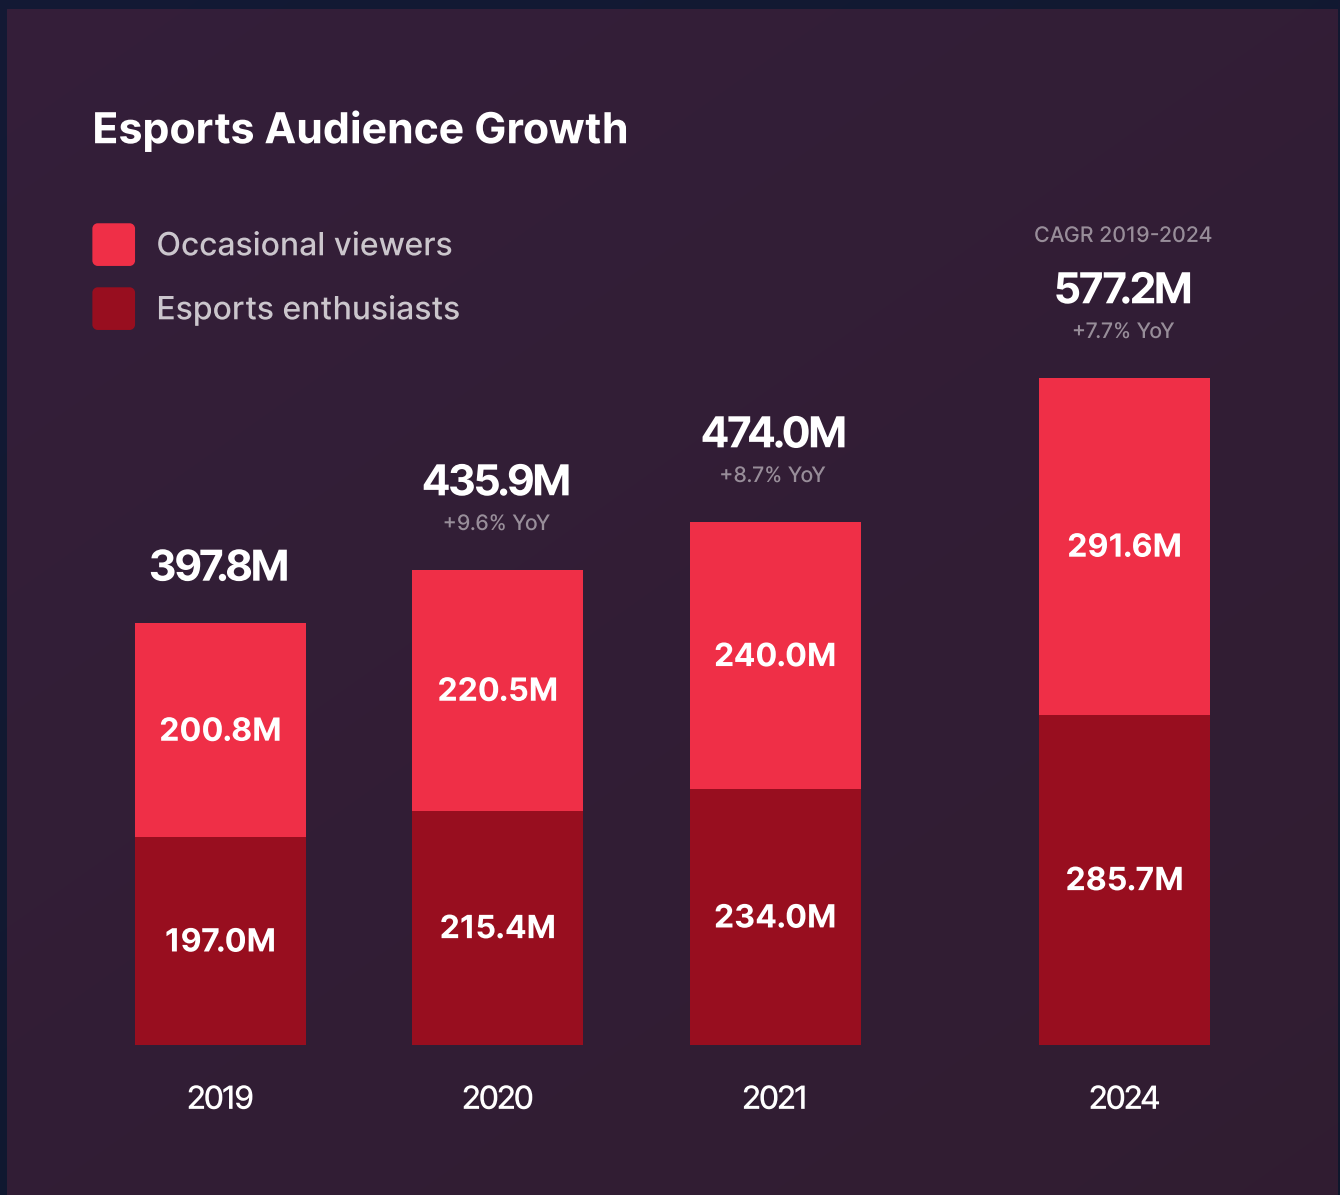 Esports Audience Growth
Occasional viewers
Esports enthusiasts
CAGR 2019-2024
577.2M
+7.7% YoY
474.0M
+8.7% YoY
435.9M
+9.6% YoY
397.8M
200.8M
220.5M
240.0M
291.6M
197.0M
215.4M
234.0M
285.7M
2019
2020
2021
2024